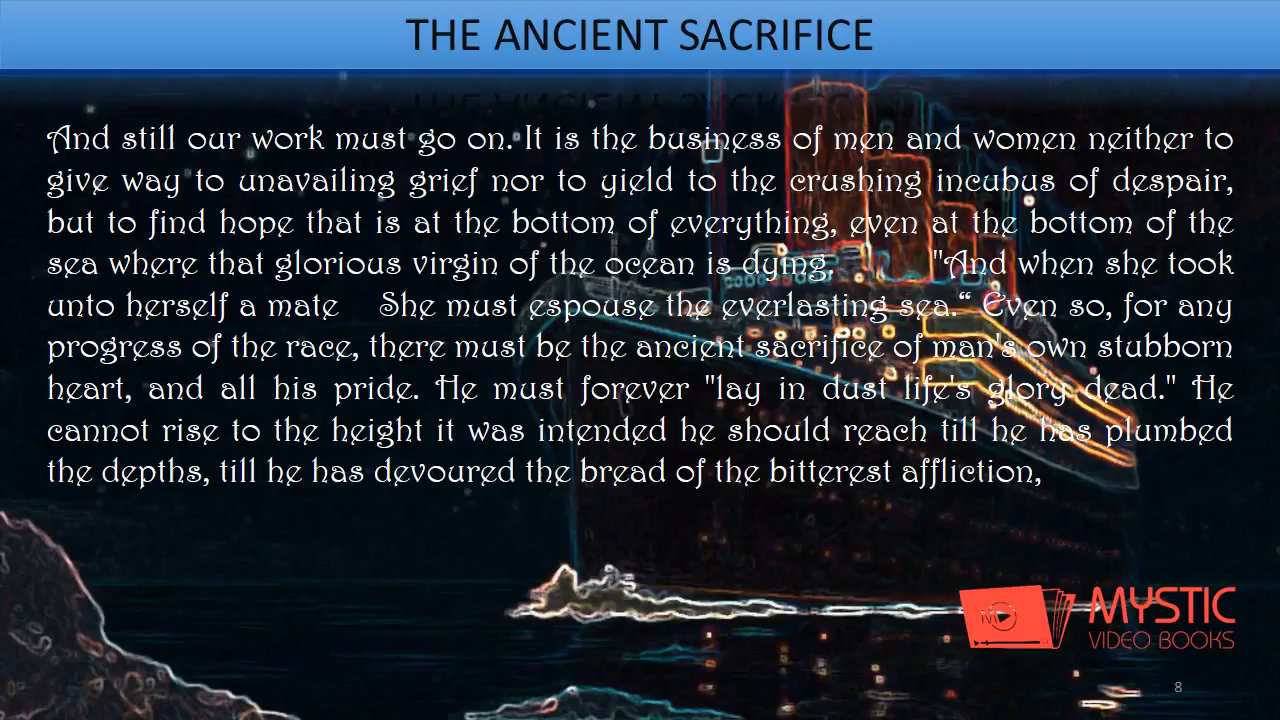 THE ANCIENT SACRIFICE
And still our work must go on. It is the business of men and women neither to
give way to unavailing grief nor to yield to the crushing incubus of despair,
but to find hope that is at the bottom of everything, even at the bottom of the
sea where that glorious virgin of the ocean is dying. "And when she took
unto herself a mate She must espouse the everlasting sea.“ Even so, for any
progress of the race, there must be the ancient sacrifice of man's own stubborn
heart, and all his pride. He must forever "lay in dust life's glory dead." He
cannot rise to the height it was intended he should reach till he has plumbed
the depths, till he has devoured the bread of the bitterest affliction,
MYSTIC
VIDEO BOOKS
8